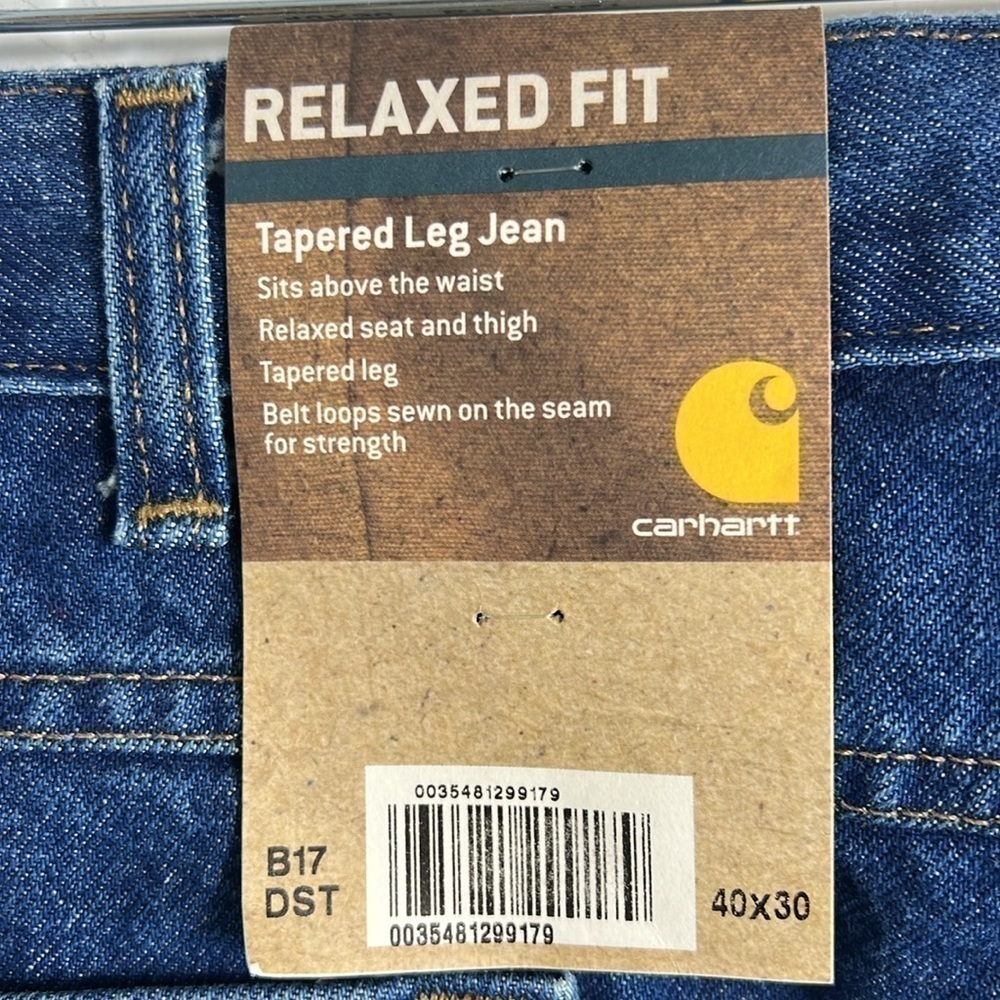 RELAXED FIT
Tapered Leg Jean
Sits above the waist
Relaxed seat and thigh
Tapered leg
Belt loops sewn on the seam
for strength
carhartt
0035481299179
B17
DST
40X30
0035481299179